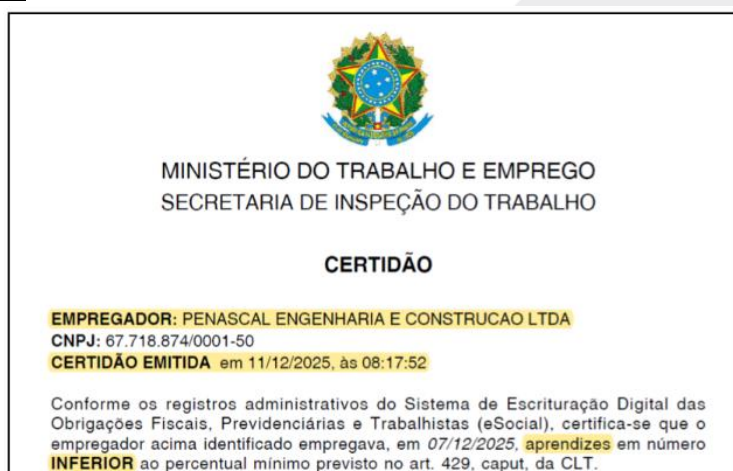 MINISTÉRIO DO TRABALHO E EMPREGO
SECRETARIA DE INSPEÇÃO DO TRABALHO
CERTIDÃO
EMPREGADOR: PENASCAL ENGENHARIA E CONSTRUCAO LTDA
CNPJ: 67.718.874/0001-50
CERTIDÃO EMITIDA em 11/12/2025, às 08:17:52
Conforme os registros administrativos do Sistema de Escrituração Digital das
Obrigações Fiscais, Previdenciárias e Trabalhistas (eSocial), certifica-se que o
empregador acima identificado empregava, em 07/12/2025, aprendizes em número
INFERIOR ao percentual mínimo previsto no art. 429, caput, da CLT.